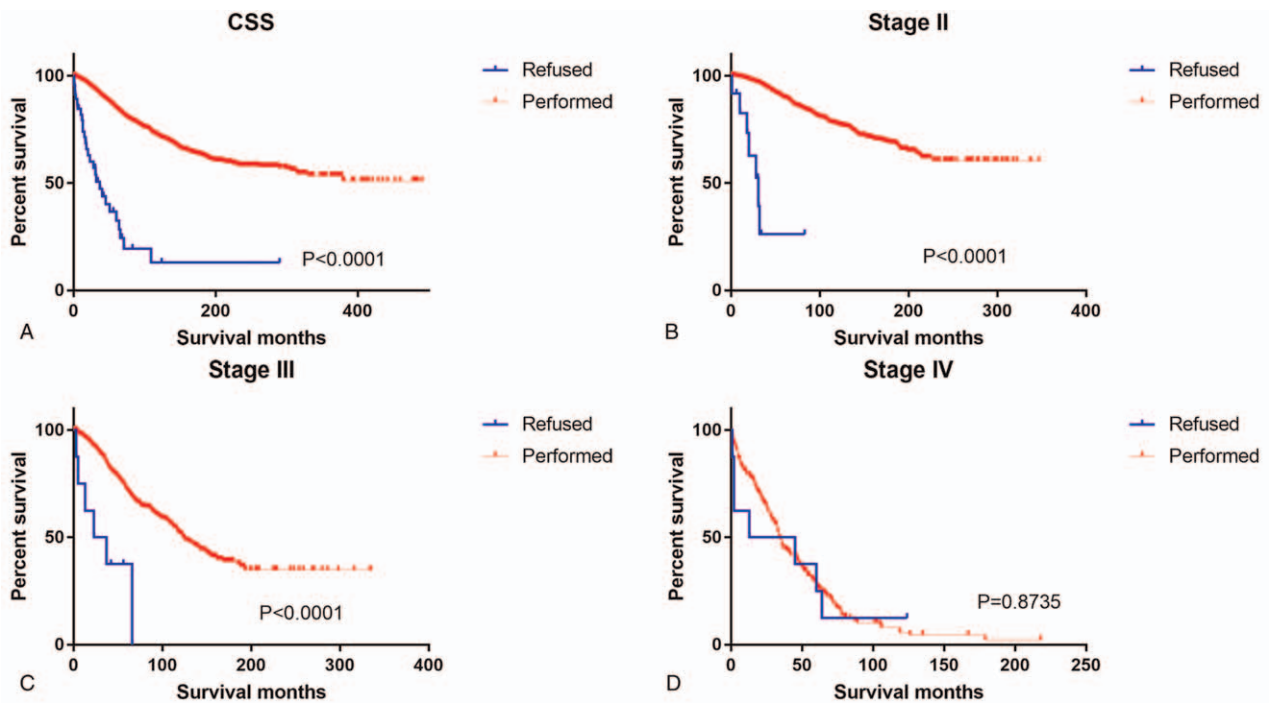 CSS
100
50
0
Percent survival
0 200 400
Survival months
Refused
Performed
P<0.0001
A
Stage II
100
50
0
Percent survival
0 100 200 300 400
Survival months
Refused
Performed
P<0.0001
B
Stage III
100
50
0
Percent survival
0 100 200 300 400
Survival months
Refused
Performed
P<0.0001
C
Stage IV
100
50
0
Percent survival
0 50 100 150 200 250
Survival months
Refused
Performed
P=0.8735
D